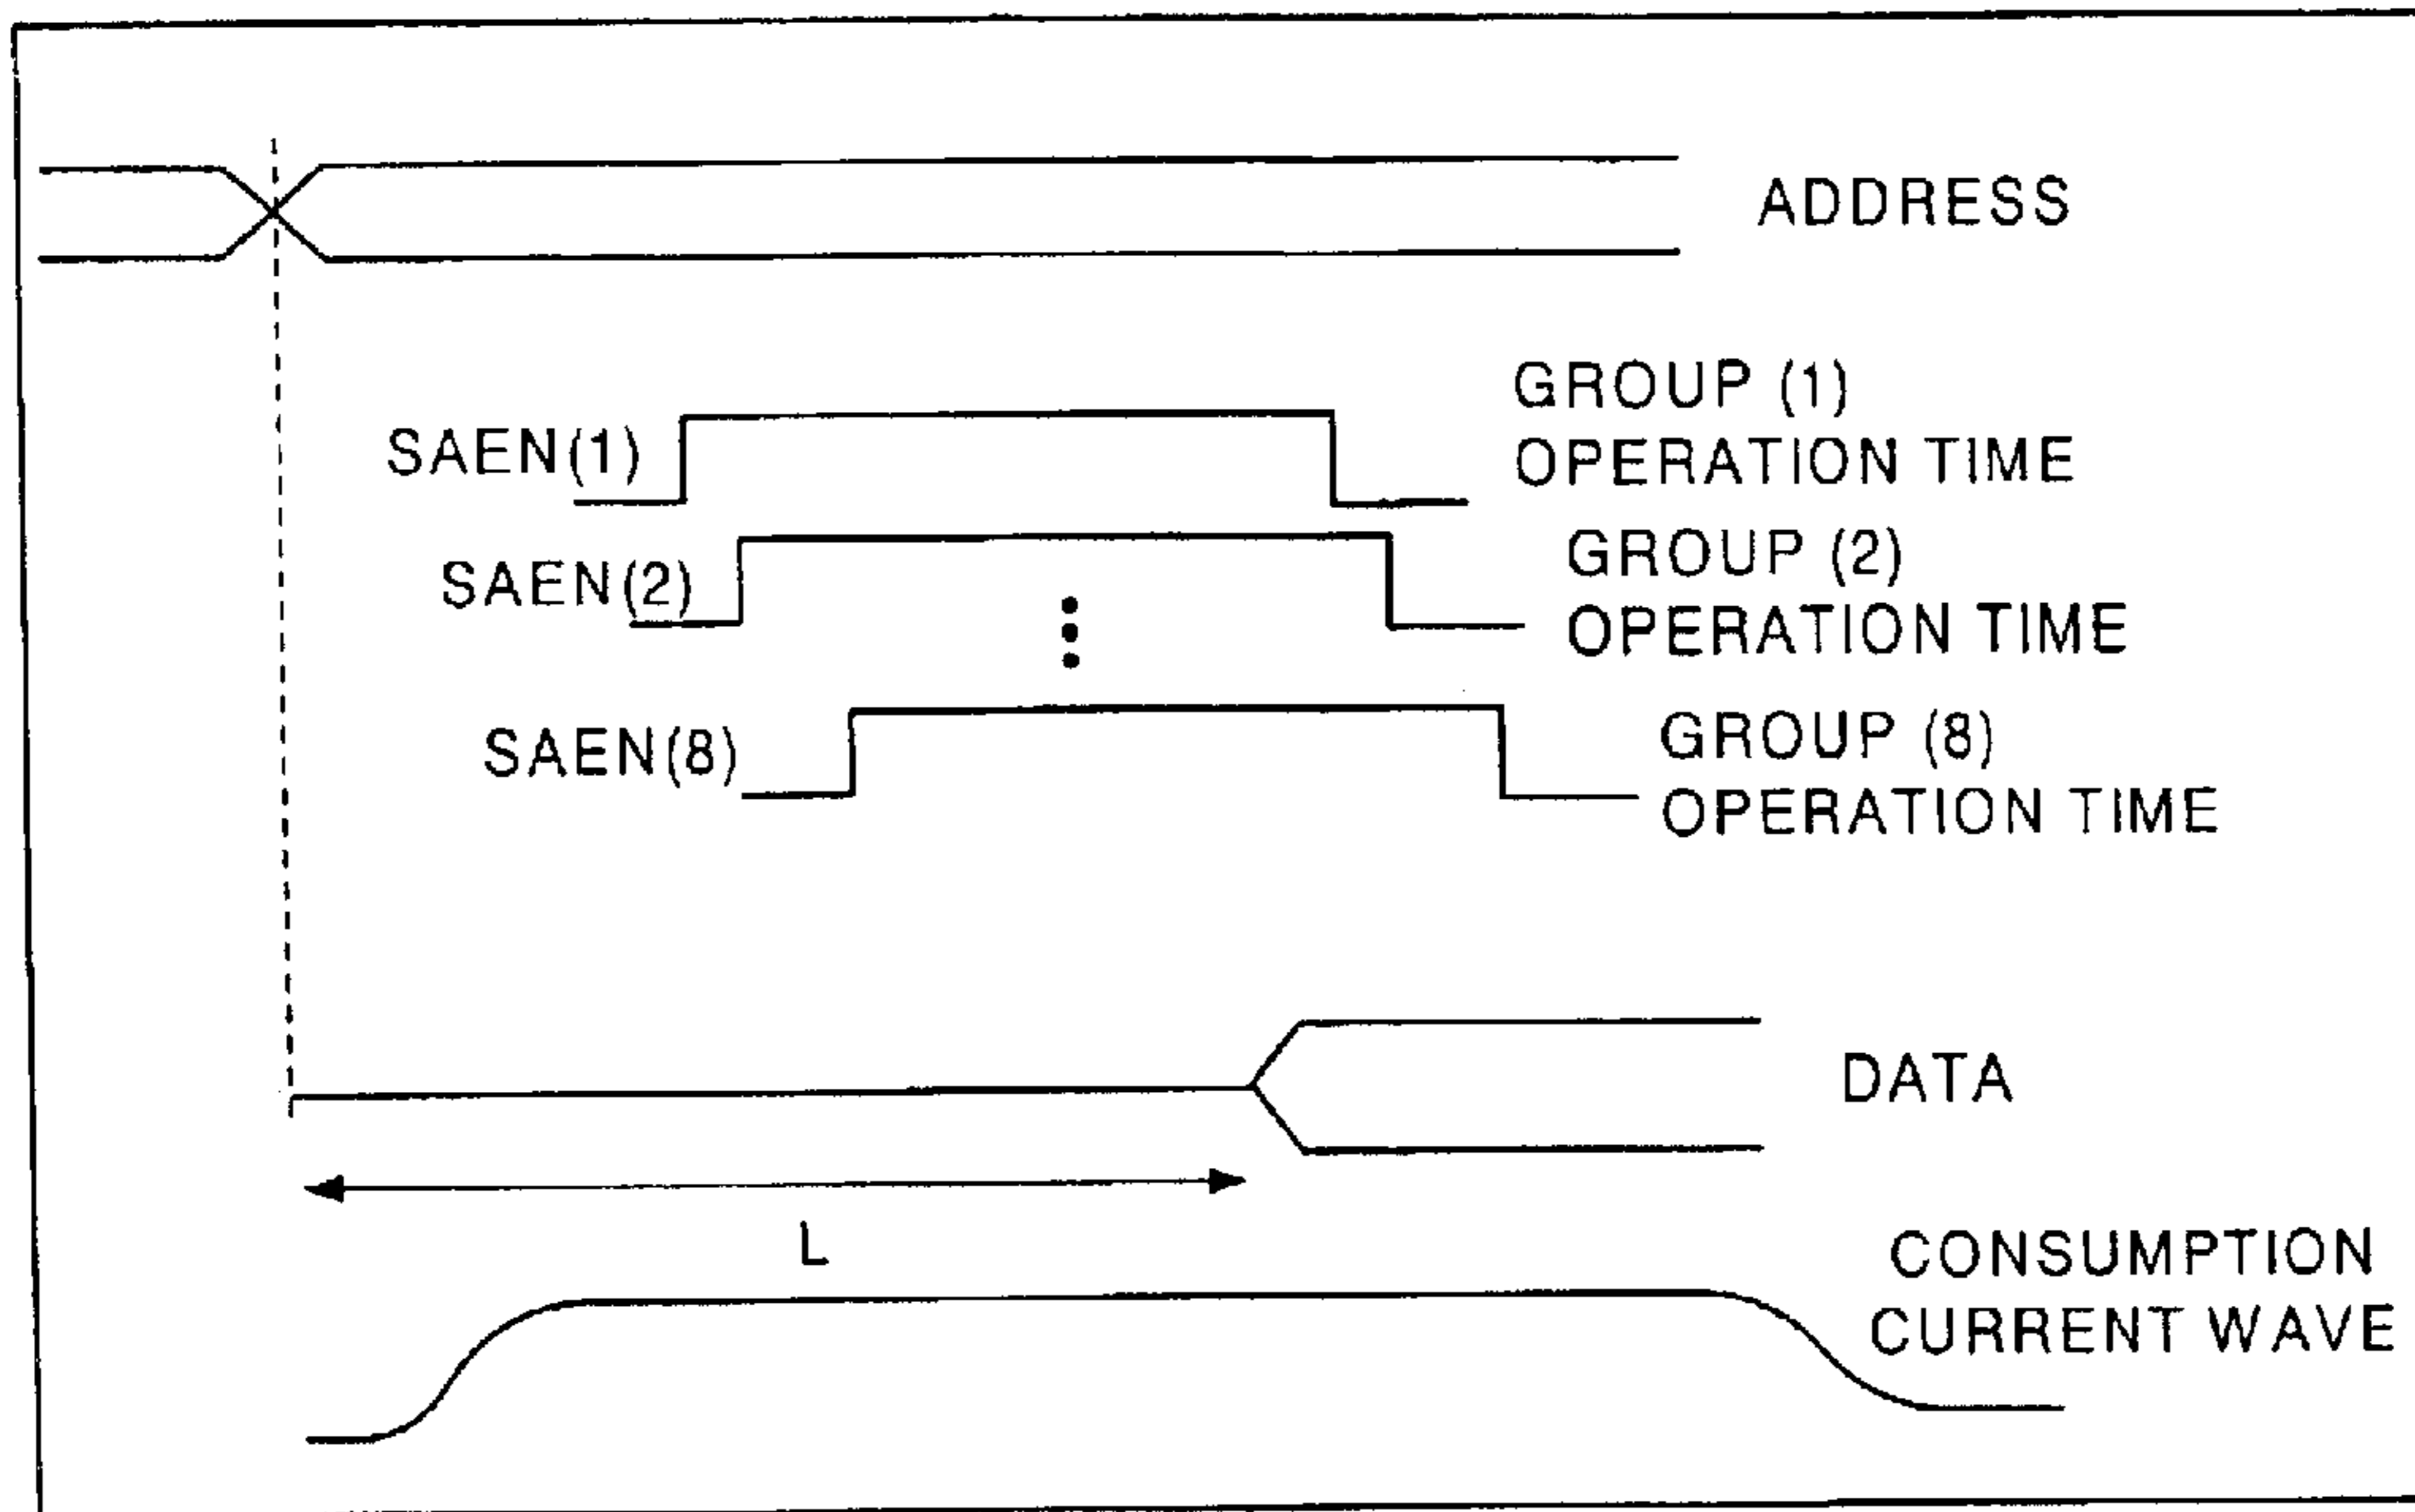 ADDRESS
GROUP (1)
SAEN(1)
OPERATION TIME
GROUP (2)
SAEN(2)
OPERATION TIME
GROUP (8)
SAEN(8)
OPERATION TIME
DATA
L
CONSUMPTION
CURRENT WAVE